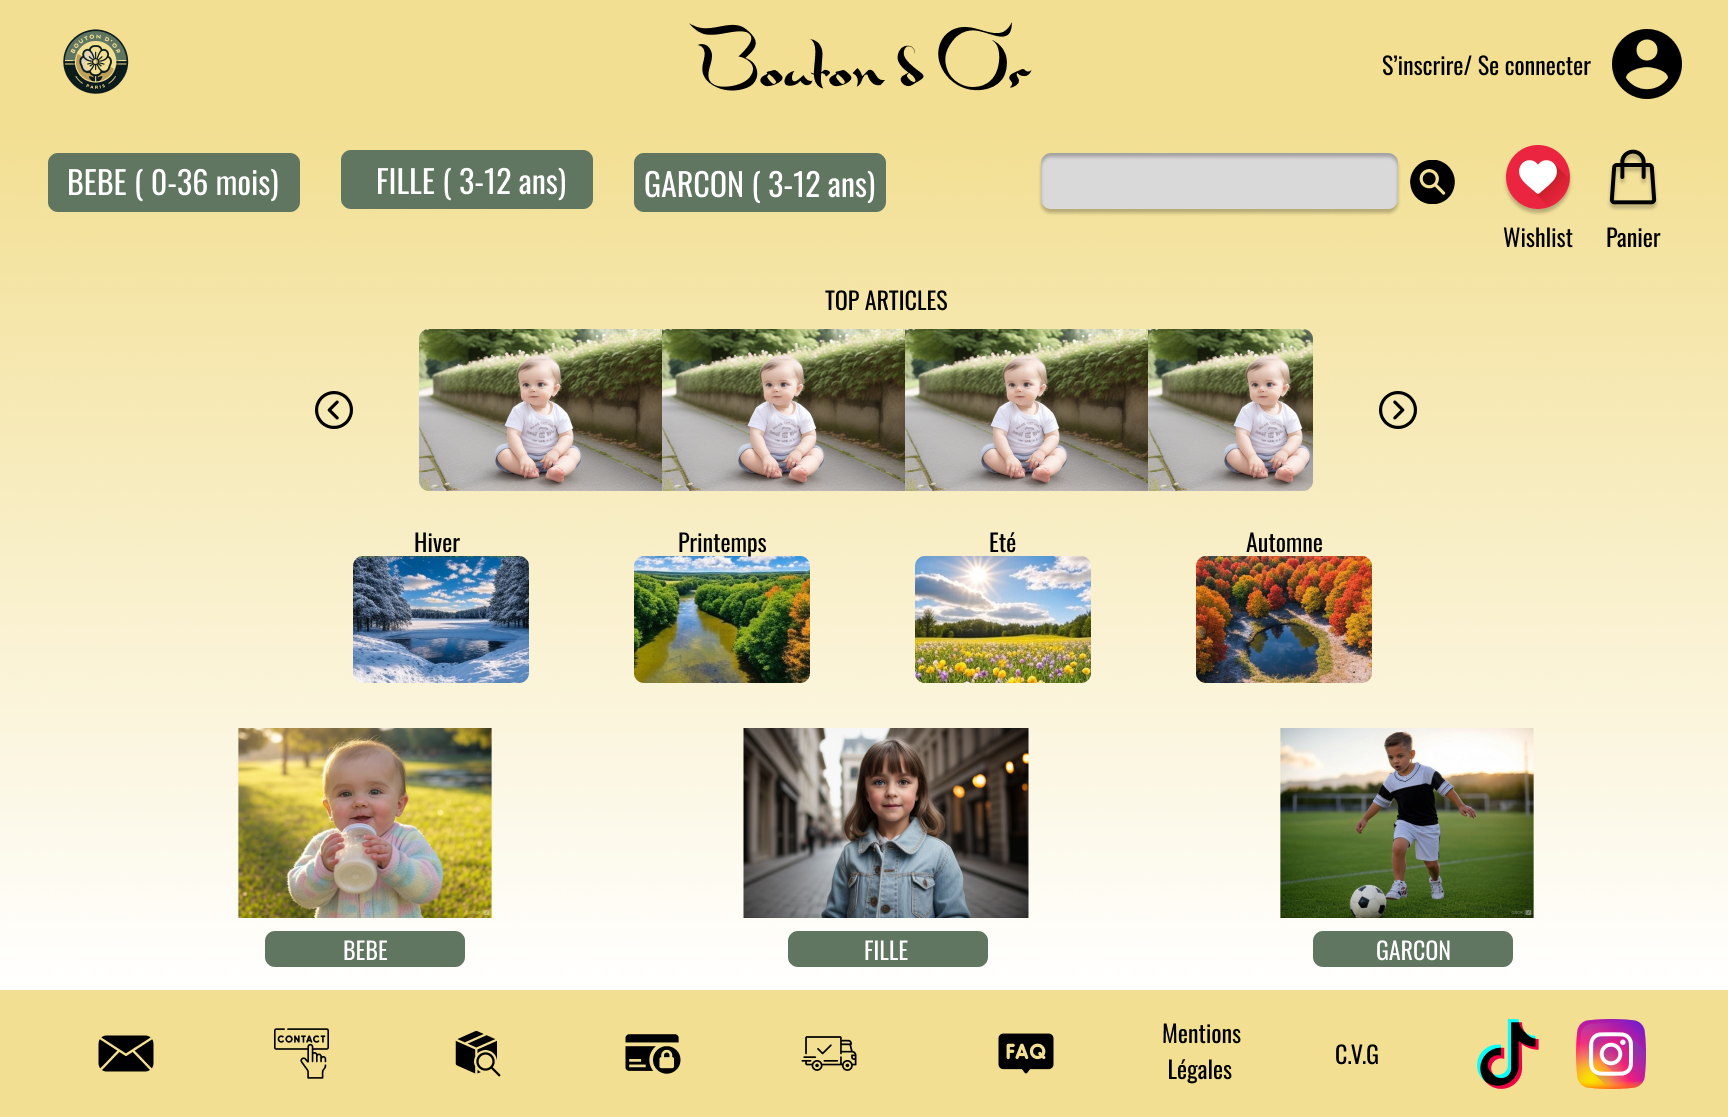 BOUTON D'OR
PARIS
Bouton d Or
S'inscrire/ Se connecter
BEBE ( 0-36 mois)
FILLE ( 3-12 ans)
GARCON ( 3-12 ans)
Wishlist
Panier
TOP ARTICLES
Hiver
Printemps
Eté
Automne
BEBE
FILLE
GARCON
CONTACT
FAQ
Mentions
Légales
C.V.G